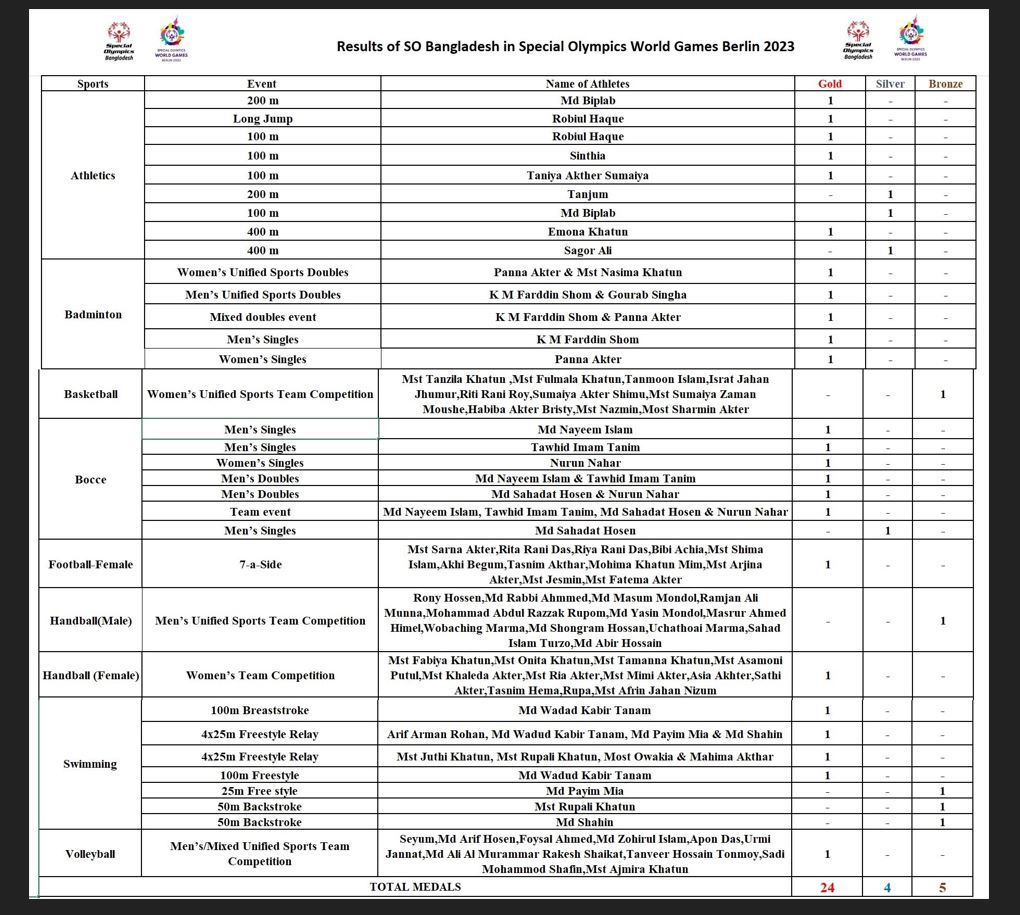 Special
Olympics
Bangladesh
SPECIAL OLYMPICS
WORLD GAMES
BERLIN 2023
Results of SO Bangladesh in Special Olympics World Games Berlin 2023
Special
Olympics
Bangladesh
SPECIAL OLYMPICS
WORLD GAMES
BERLIN 2023
Sports Event Name of Athletes Gold Silver Bronze
Athletics
200 m Md Biplab 1 - -
Long Jump Robiul Haque 1 - -
100 m Robiul Haque 1 - -
100 m Sinthia 1 - -
100 m Taniya Akther Sumaiya 1 - -
200 m Tanjum - 1 -
100 m Md Biplab 1 -
400 m Emona Khatun 1 - -
400 m Sagor Ali - 1 -
Badminton
Women's Unified Sports Doubles Panna Akter & Mst Nasima Khatun 1 - -
Men's Unified Sports Doubles K M Farddin Shom & Gourab Singha 1 - -
Mixed doubles event K M Farddin Shom & Panna Akter 1 - -
Men's Singles K M Farddin Shom 1 - -
Women's Singles Panna Akter 1 - -
Basketball Women's Unified Sports Team Competition
Mst Tanzila Khatun ,Mst Fulmala Khatun,Tanmoon Islam,Israt Jahan
Jhumur,Riti Rani Roy,Sumaiya Akter Shimu,Mst Sumaiya Zaman
Moushe,Habiba Akter Bristy,Mst Nazmin,Most Sharmin Akter
- - 1
Bocce
Men's Singles Md Nayeem Islam 1 - -
Men's Singles Tawhid Imam Tanim 1 - -
Women's Singles Nurun Nahar 1 - -
Men's Doubles Md Nayeem Islam & Tawhid Imam Tanim 1 - -
Men's Doubles Md Sahadat Hosen & Nurun Nahar 1 - -
Team event Md Nayeem Islam, Tawhid Imam Tanim, Md Sahadat Hosen & Nurun Nahar 1 - -
Men's Singles Md Sahadat Hosen - 1 -
Football-Female 7-a-Side
Mst Sarna Akter,Rita Rani Das,Riya Rani Das,Bibi Achia,Mst Shima
Islam,Akhi Begum,Tasnim Akthar,Mohima Khatun Mim,Mst Arjina
Akter,Mst Jesmin,Mst Fatema Akter
1 - -
Handball(Male) Men's Unified Sports Team Competition
Rony Hossen,Md Rabbi Ahmmed,Md Masum Mondol,Ramjan Ali
Munna,Mohammad Abdul Razzak Rupom,Md Yasin Mondol,Masrur Ahmed
Himel,Wobaching Marma,Md Shongram Hossan,Uchathoai Marma,Sahad
Islam Turzo,Md Abir Hossain
- - 1
Handball (Female) Women's Team Competition
Mst Fabiya Khatun,Mst Onita Khatun,Mst Tamanna Khatun,Mst Asamoni
Putul,Mst Khaleda Akter,Mst Ria Akter,Mst Mimi Akter,Asia Akhter,Sathi
Akter,Tasnim Hema,Rupa,Mst Afrin Jahan Nizum
1 - -
Swimming
100m Breaststroke Md Wadad Kabir Tanam 1 - -
4x25m Freestyle Relay Arif Arman Rohan, Md Wadud Kabir Tanam, Md Payim Mia & Md Shahin 1 - -
4x25m Freestyle Relay Mst Juthi Khatun, Mst Rupali Khatun, Most Owakia & Mahima Akthar 1 - -
100m Freestyle Md Wadud Kabir Tanam 1 - -
25m Free style Md Payim Mia - - 1
50m Backstroke Mst Rupali Khatun - - 1
50m Backstroke Md Shahin - - 1
Volleyball
Men's/Mixed Unified Sports Team
Competition
Seyum,Md Arif Hosen,Foysal Ahmed,Md Zohirul Islam,Apon Das,Urmi
Jannat,Md Ali Al Murammar Rakesh Shaikat,Tanveer Hossain Tonmoy,Sadi
Mohammod Shafin,Mst Ajmira Khatun
1 - -
TOTAL MEDALS 24 4 5